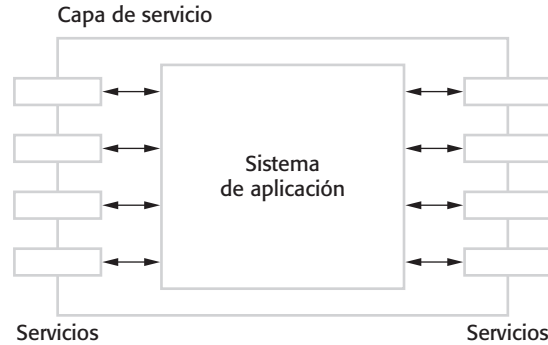 Capa de servicio
Sistema
de aplicación
Servicios
Servicios